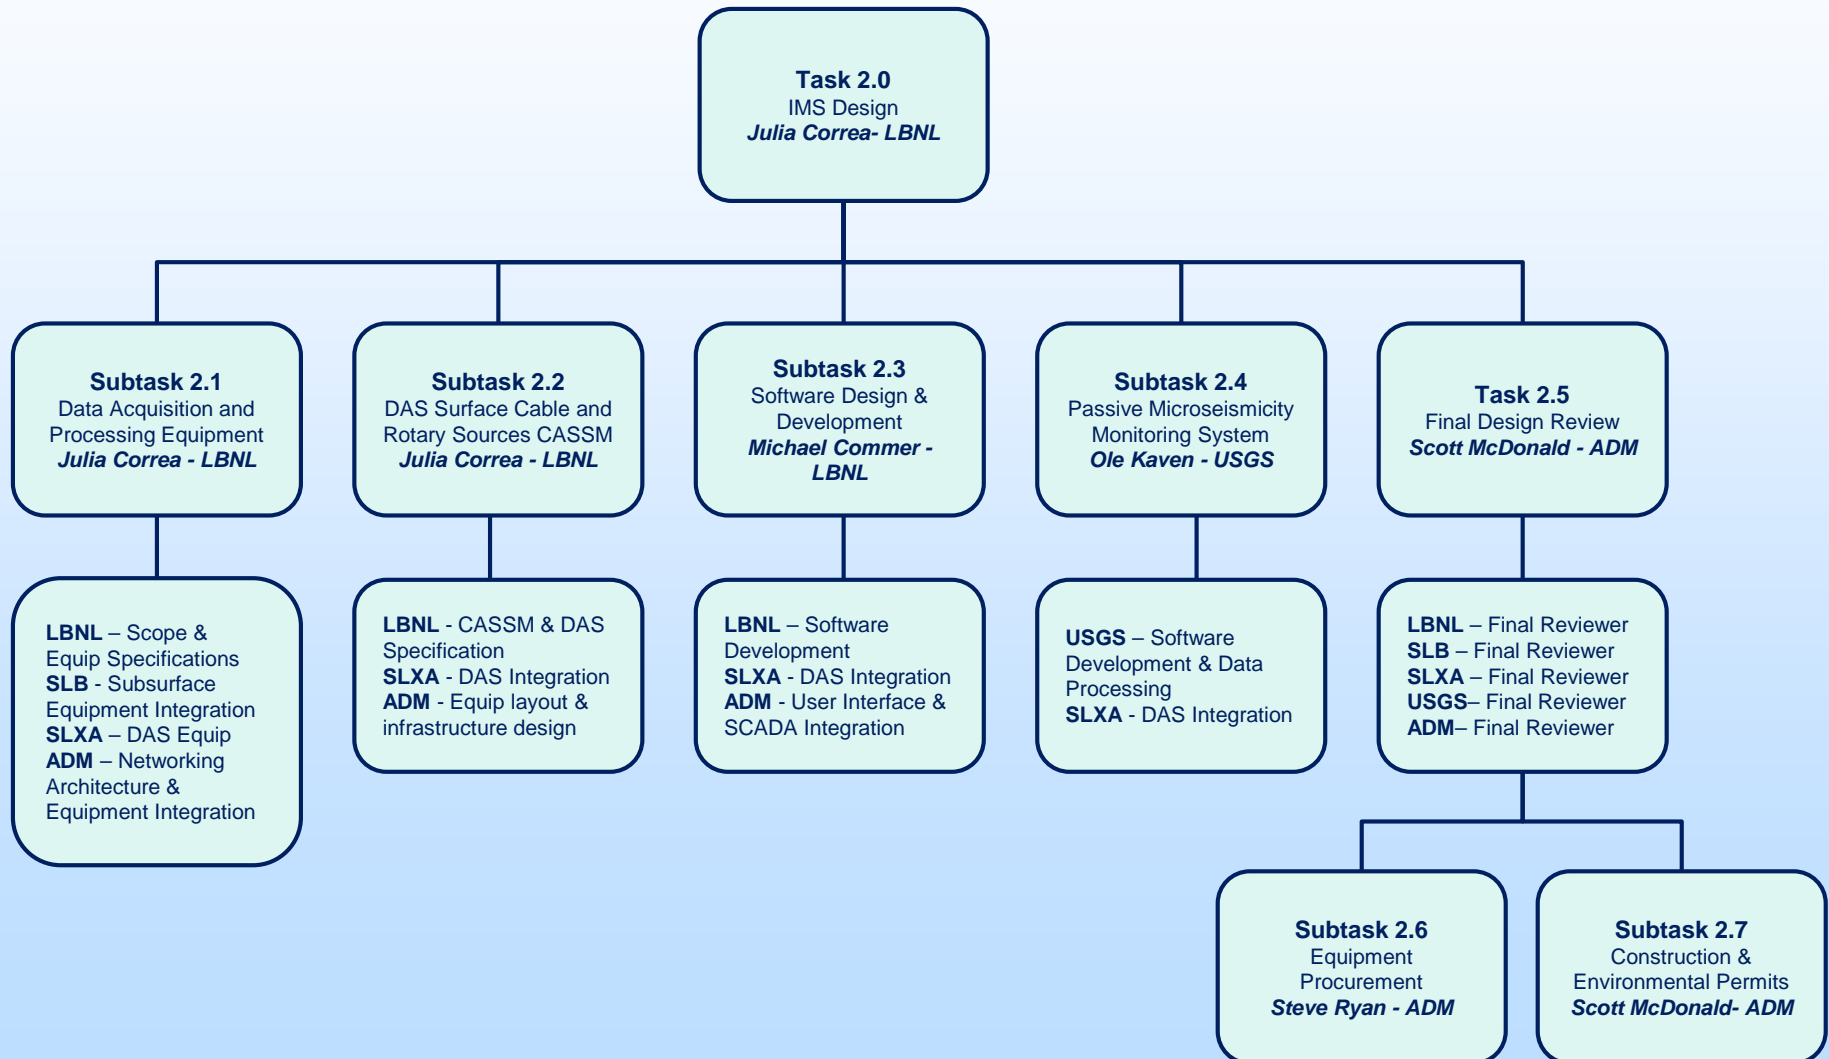 Task 2.0
IMS Design
Julia Correa- LBNL
Subtask 2.1
Data Acquisition and
Processing Equipment
Julia Correa - LBNL
Subtask 2.2
DAS Surface Cable and
Rotary Sources CASSM
Julia Correa - LBNL
Subtask 2.3
Software Design &
Development
Michael Commer -
LBNL
Subtask 2.4
Passive Microseismicity
Monitoring System
Ole Kaven - USGS
Task 2.5
Final Design Review
Scott McDonald - ADM
LBNL – Scope &
Equip Specifications
SLB - Subsurface
Equipment Integration
SLXA – DAS Equip
ADM – Networking
Architecture &
Equipment Integration
LBNL - CASSM & DAS
Specification
SLXA - DAS Integration
ADM - Equip layout &
infrastructure design
LBNL – Software
Development
SLXA - DAS Integration
ADM - User Interface &
SCADA Integration
USGS – Software
Development & Data
Processing
SLXA - DAS Integration
LBNL – Final Reviewer
SLB – Final Reviewer
SLXA – Final Reviewer
USGS– Final Reviewer
ADM– Final Reviewer
Subtask 2.6
Equipment
Procurement
Steve Ryan - ADM
Subtask 2.7
Construction &
Environmental Permits
Scott McDonald- ADM